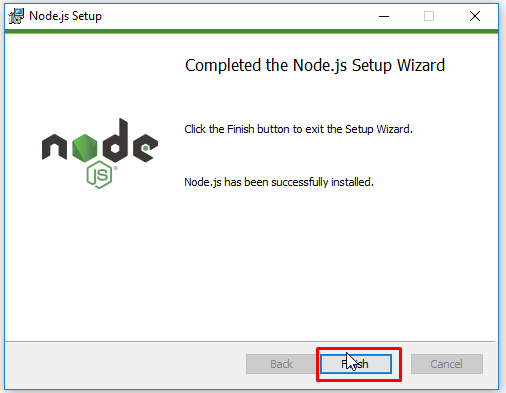 Node.js Setup
Completed the Node.js Setup Wizard
Click the Finish button to exit the Setup Wizard.
node
JS
®
Node.js has been successfully installed.
Back
Finish
Cancel